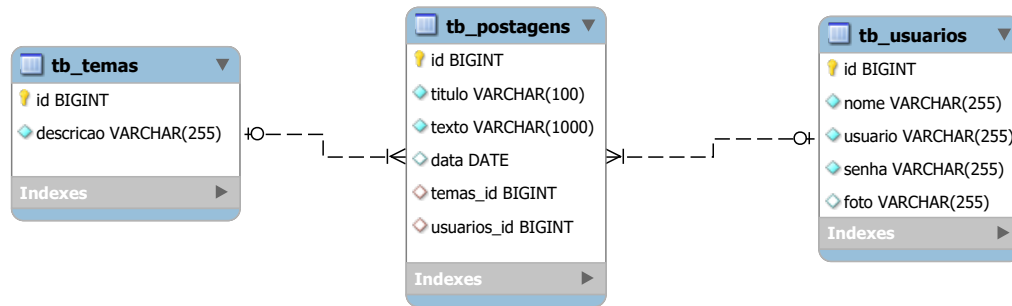 tb_temas
id BIGINT
descricao VARCHAR(255)
Indexes
tb_postagens
id BIGINT
titulo VARCHAR(100)
texto VARCHAR(1000)
data DATE
temas_id BIGINT
usuarios_id BIGINT
Indexes
tb_usuarios
id BIGINT
nome VARCHAR(255)
usuario VARCHAR(255)
senha VARCHAR(255)
foto VARCHAR(255)
Indexes